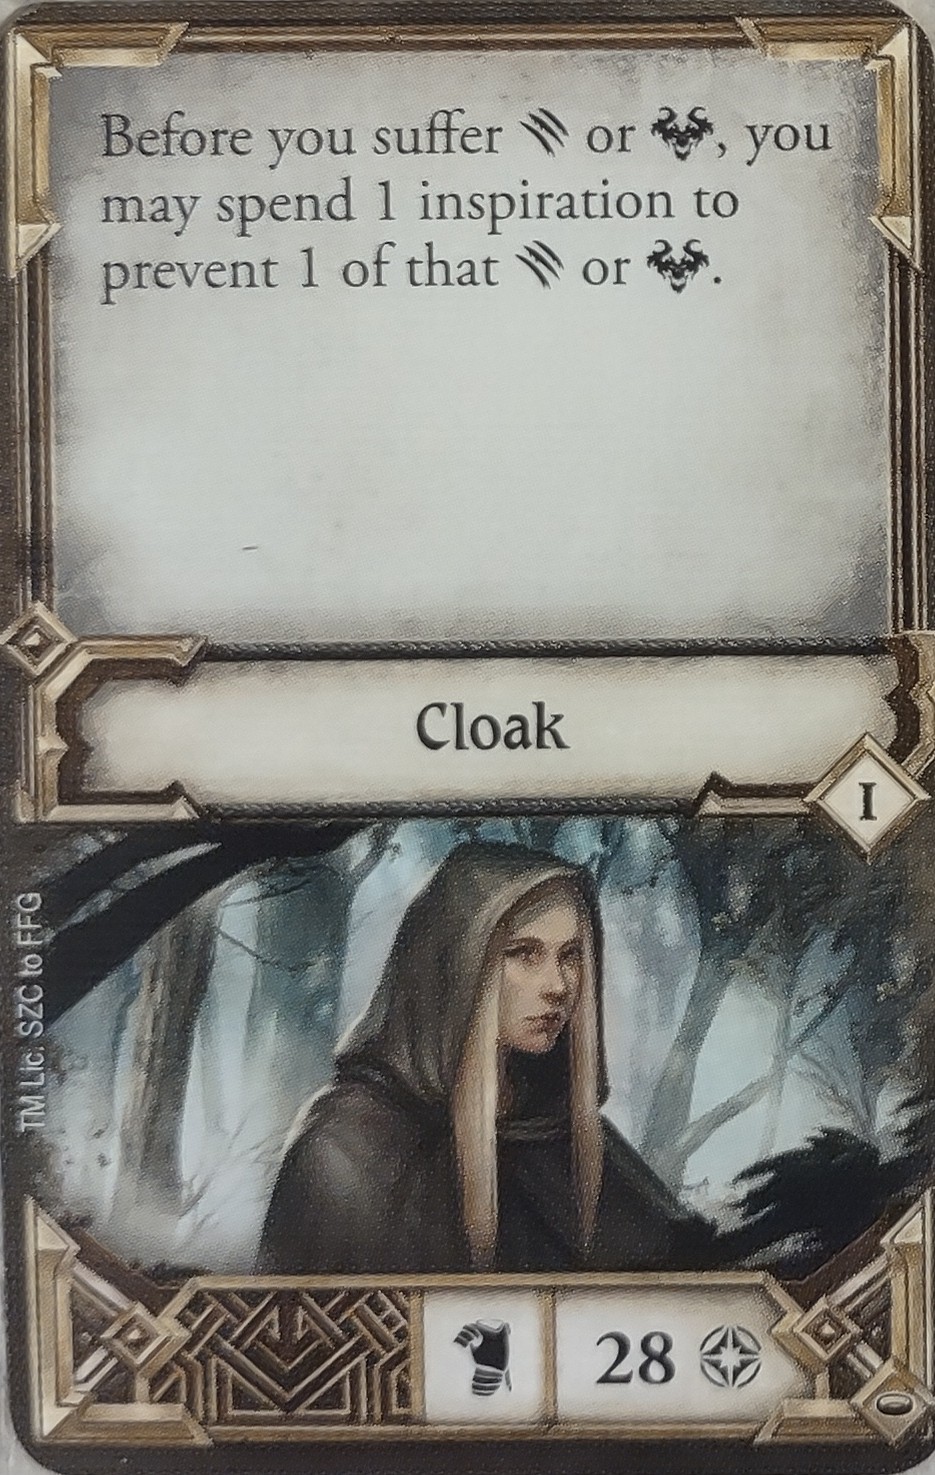 Before you suffer or , you
may spend 1 inspiration to
prevent 1 of that or .
Cloak
I
TM Lic. SZC to FFG
28